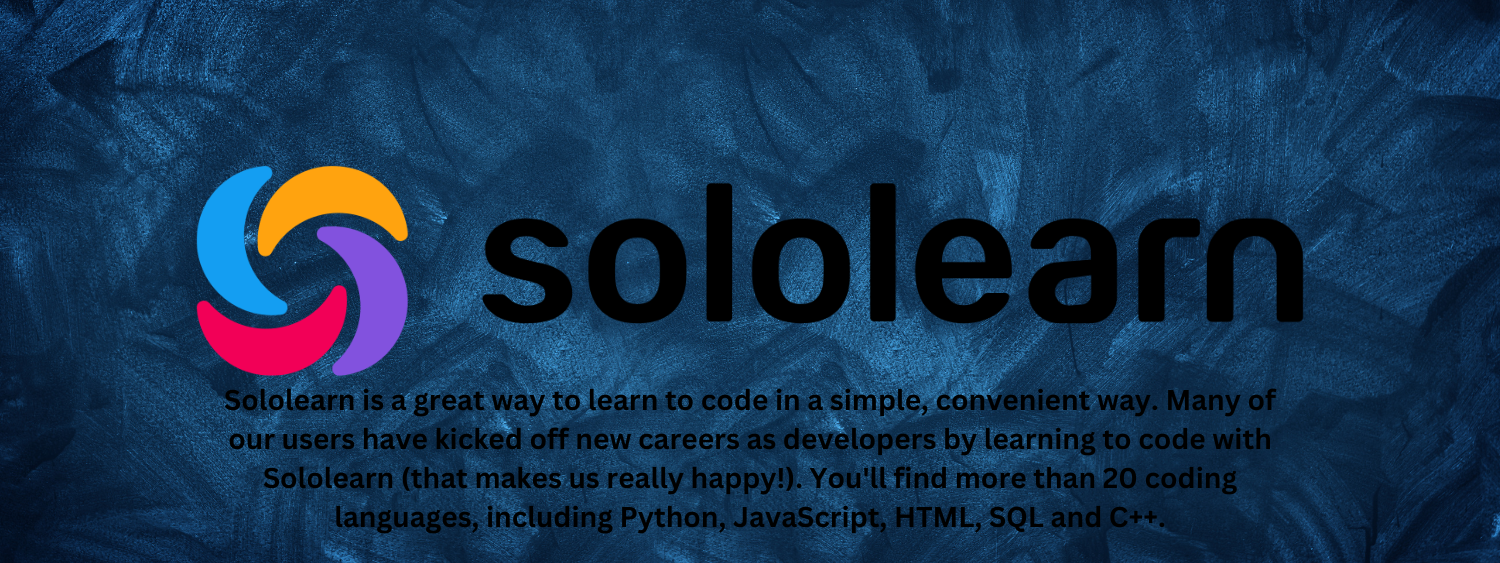 sololearn
Sololearn is a great way to learn to code in a simple, convenient way. Many of
our users have kicked off new careers as developers by learning to code with
Sololearn (that makes us really happy!). You'll find more than 20 coding
languages, including Python, JavaScript, HTML, SQL and C++.